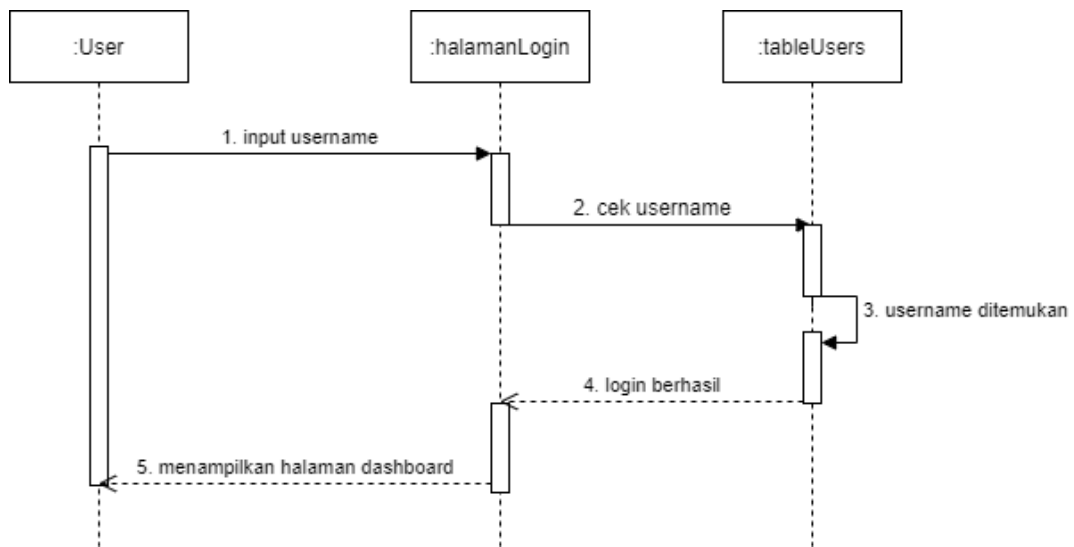 :User
:halamanLogin
:tableUsers
1. input username
2. cek username
3. username ditemukan
4. login berhasil
5. menampilkan halaman dashboard